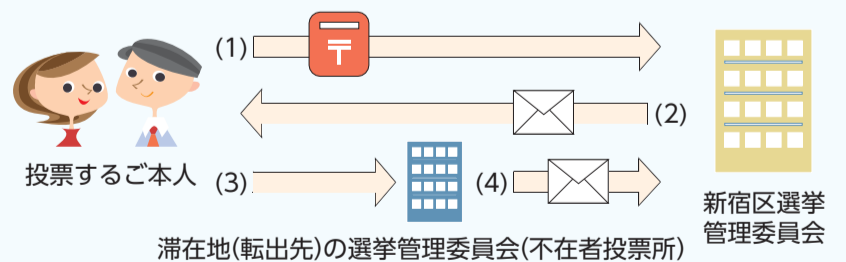 (1)
〒
(2)
投票するご本人
(3)
(4)
新宿区選挙
管理委員会
滞在地(転出先)の選挙管理委員会(不在者投票所)